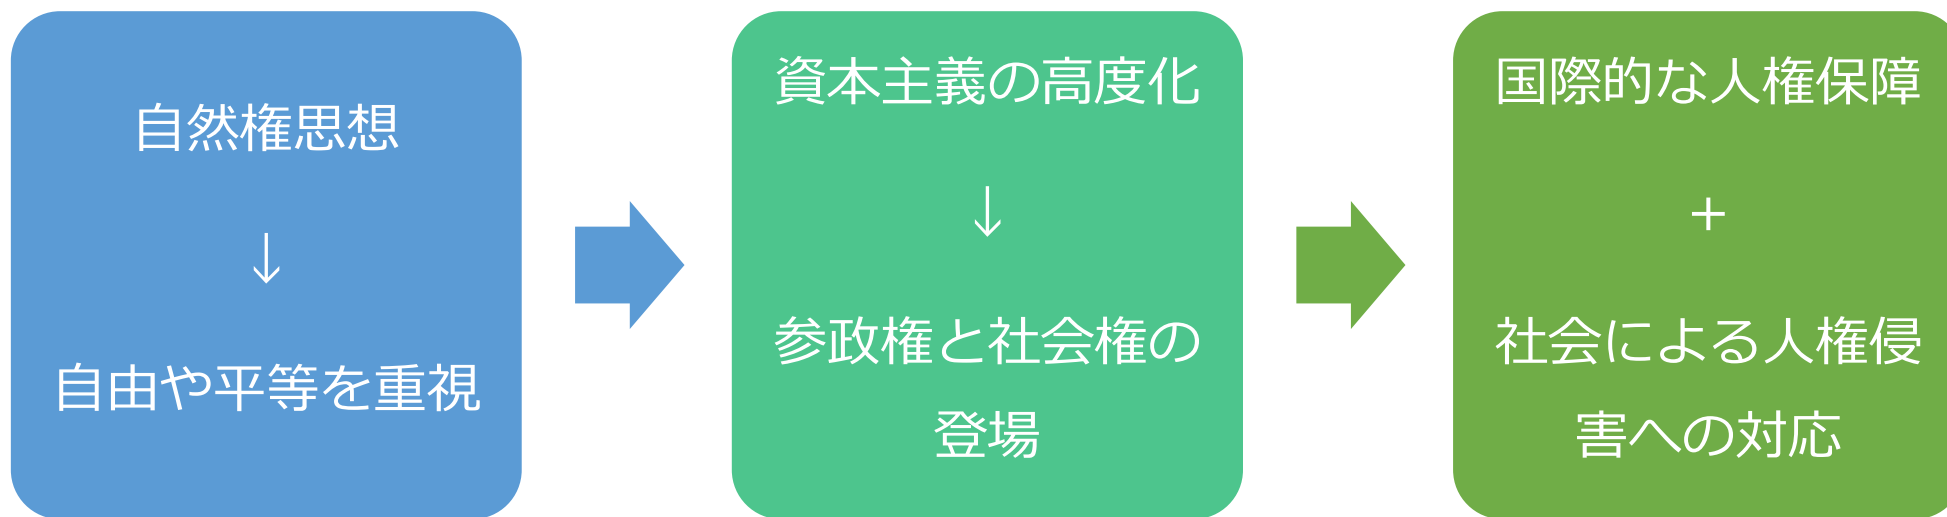 自然権思想
↓
自由や平等を重視
資本主義の高度化
↓
参政権と社会権の
登場
国際的な人権保障
+
社会による人権侵
害への対応